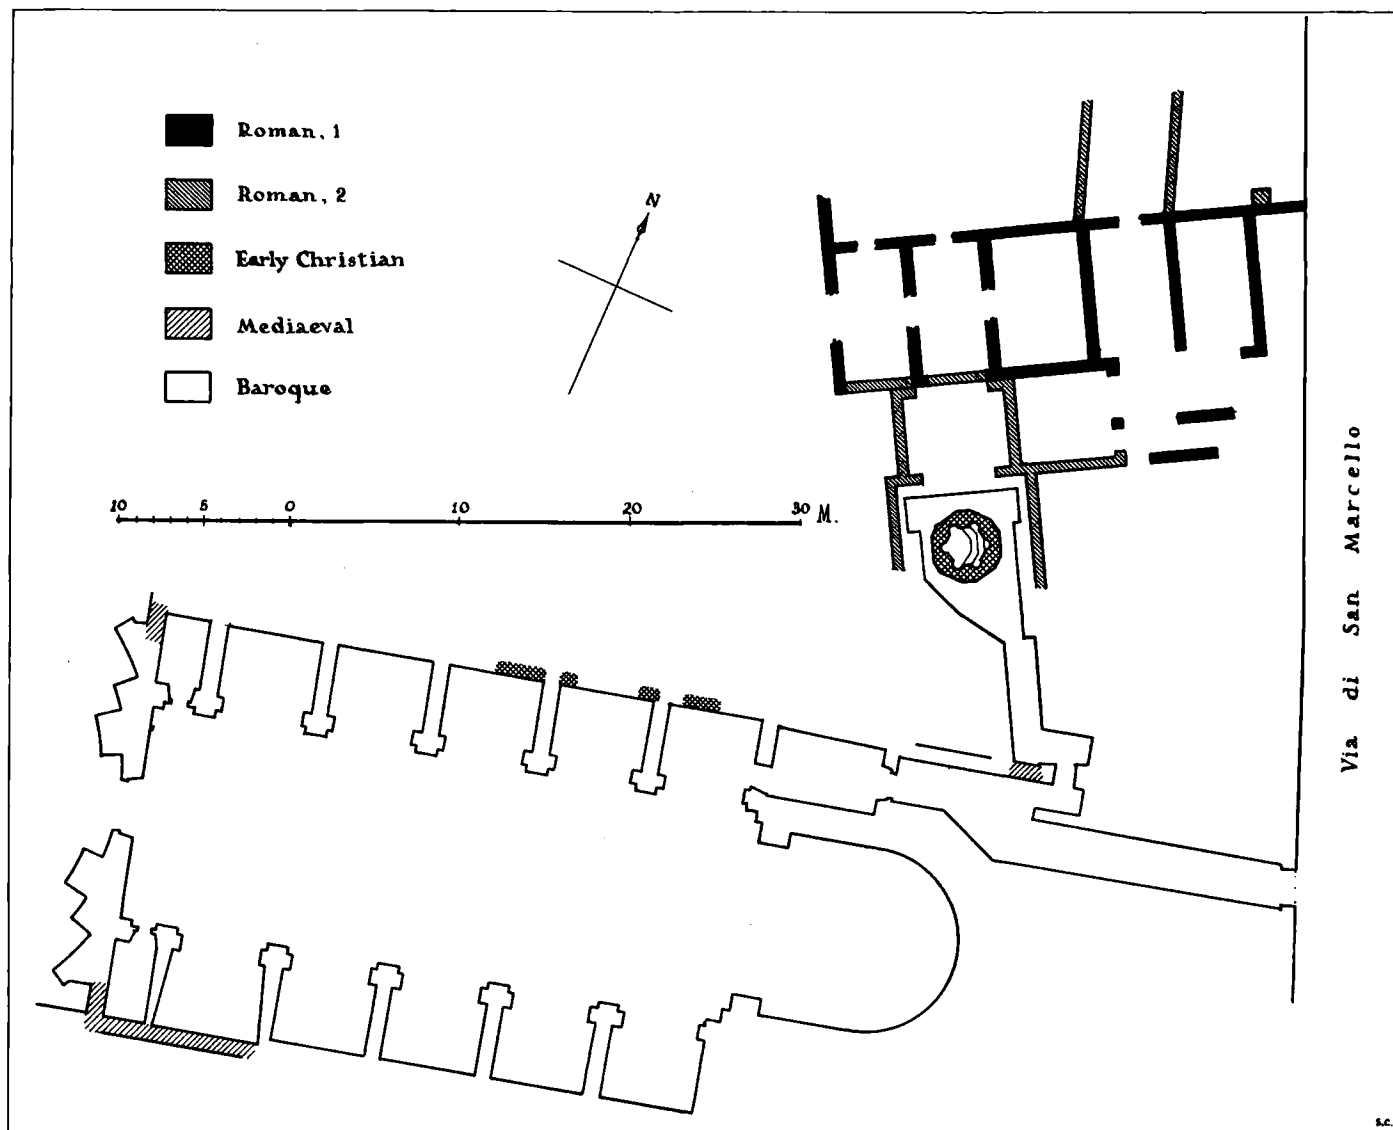 Roman, 1
Roman, 2
Early Christian
Mediaeval
Baroque
N
10 5 0 10 20 30 M.
Via di San Marcello
s.c.